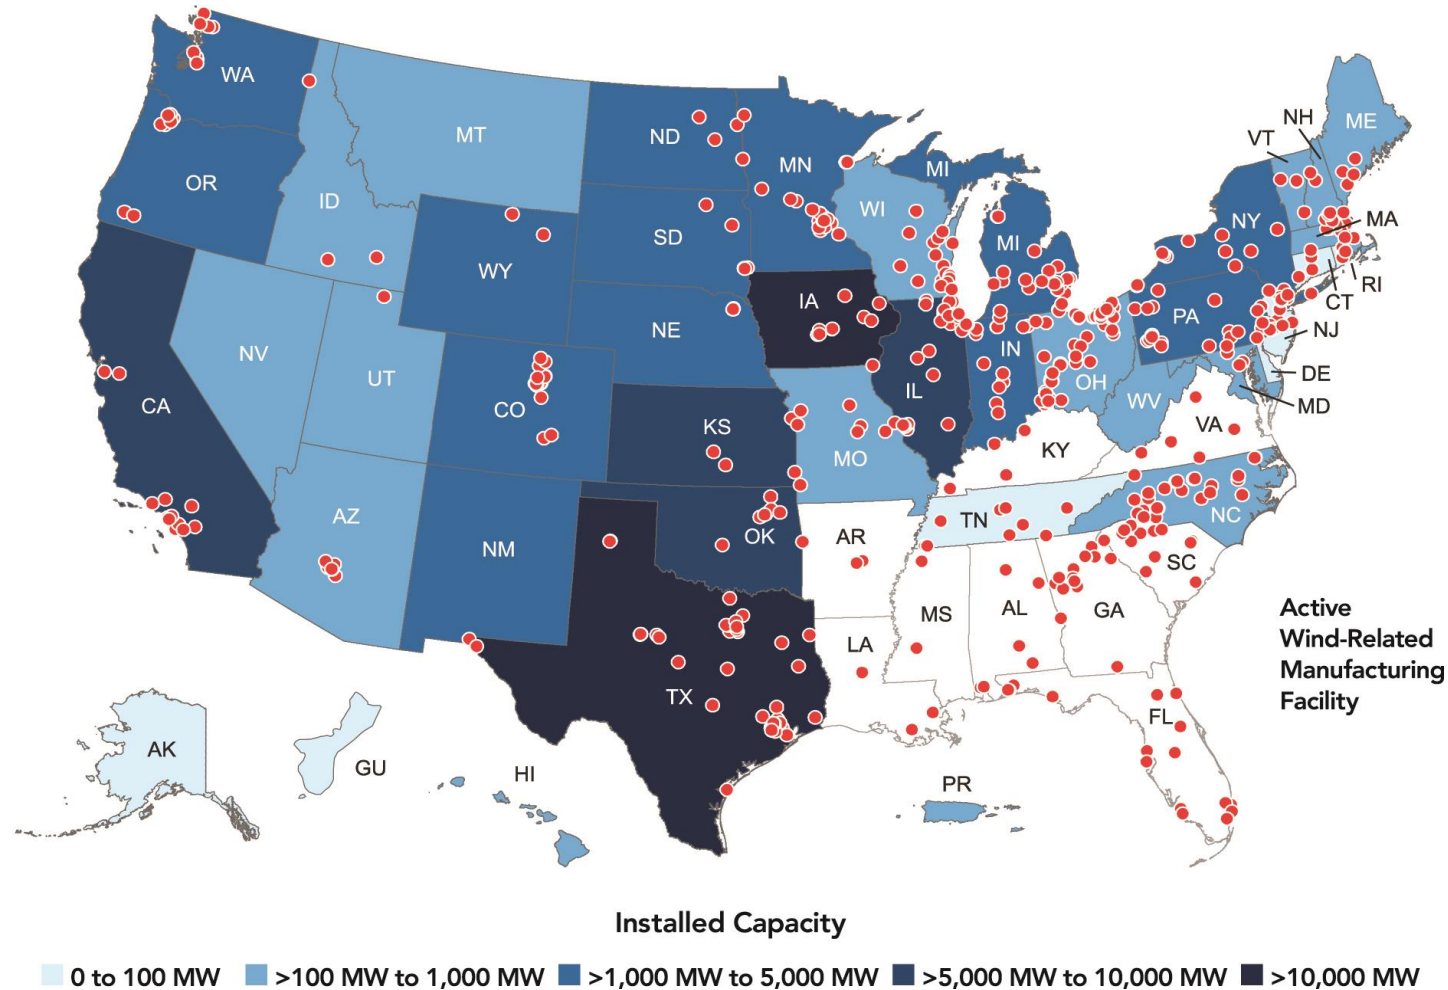 WA
MT
ND
MN
MI
VT
NH
ME
OR
ID
WY
SD
WI
MI
NY
MA
RI
CT
NE
IA
PA
NJ
NV
UT
CO
IL
IN
OH
DE
MD
CA
KS
MO
WV
VA
KY
AZ
NM
OK
AR
TN
NC
SC
MS
AL
GA
LA
TX
FL
AK
GU
HI
PR
Active
Wind-Related
Manufacturing
Facility
Installed Capacity
0 to 100 MW >100 MW to 1,000 MW >1,000 MW to 5,000 MW >5,000 MW to 10,000 MW >10,000 MW